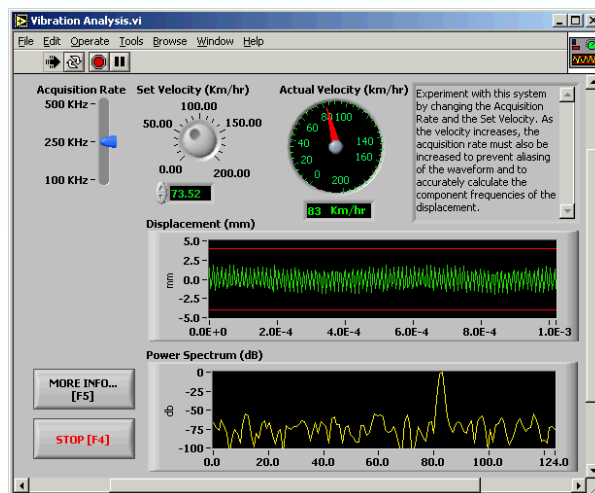 Vibration Analysis.vi
File Edit Operate Tools Browse Window Help
Acquisition Rate
500 KHz
250 KHz
100 KHz
Set Velocity (Km/hr)
100.00
50.00
150.00
0.00
200.00
73.52
Actual Velocity (km/hr)
0
20
40
60
80
100
140
160
200
83 Km/hr
Experiment with this system
by changing the Acquisition
Rate and the Set Velocity. As
the velocity increases, the
acquisition rate must also be
increased to prevent aliasing
of the waveform and to
accurately calculate the
component frequencies of the
displacement.
Displacement (mm)
mm
5.0
2.5
0.0
-2.5
-5.0
0.0E+0 2.0E-4 4.0E-4 6.0E-4 8.0E-4 1.0E-3
Power Spectrum (dB)
db
0
-25
-50
-75
-100
0.0 20.0 40.0 60.0 80.0 100.0 124.0
MORE INFO...
[F5]
STOP [F4]